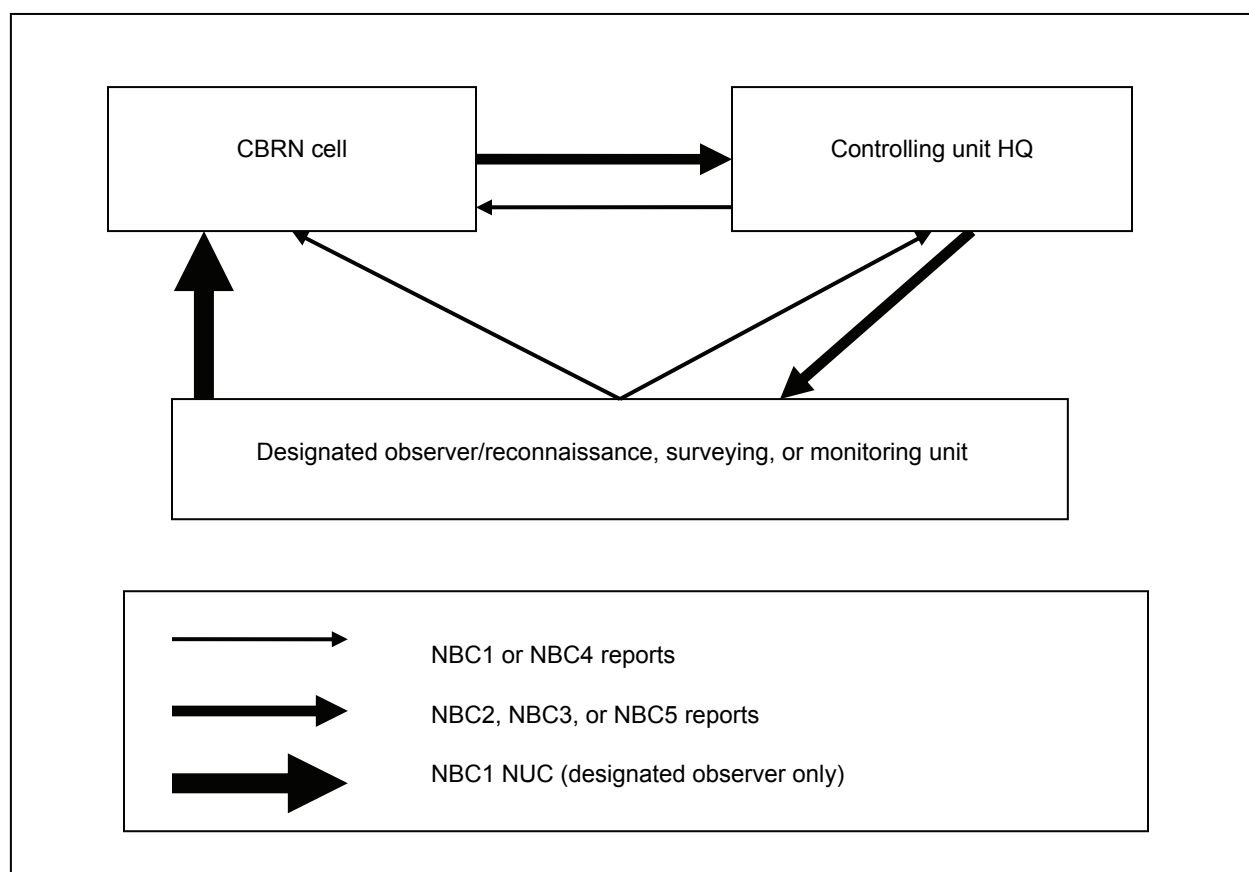 CBRN cell
Controlling unit HQ
Designated observer/reconnaissance, surveying, or monitoring unit
NBC1 or NBC4 reports
NBC2, NBC3, or NBC5 reports
NBC1 NUC (designated observer only)